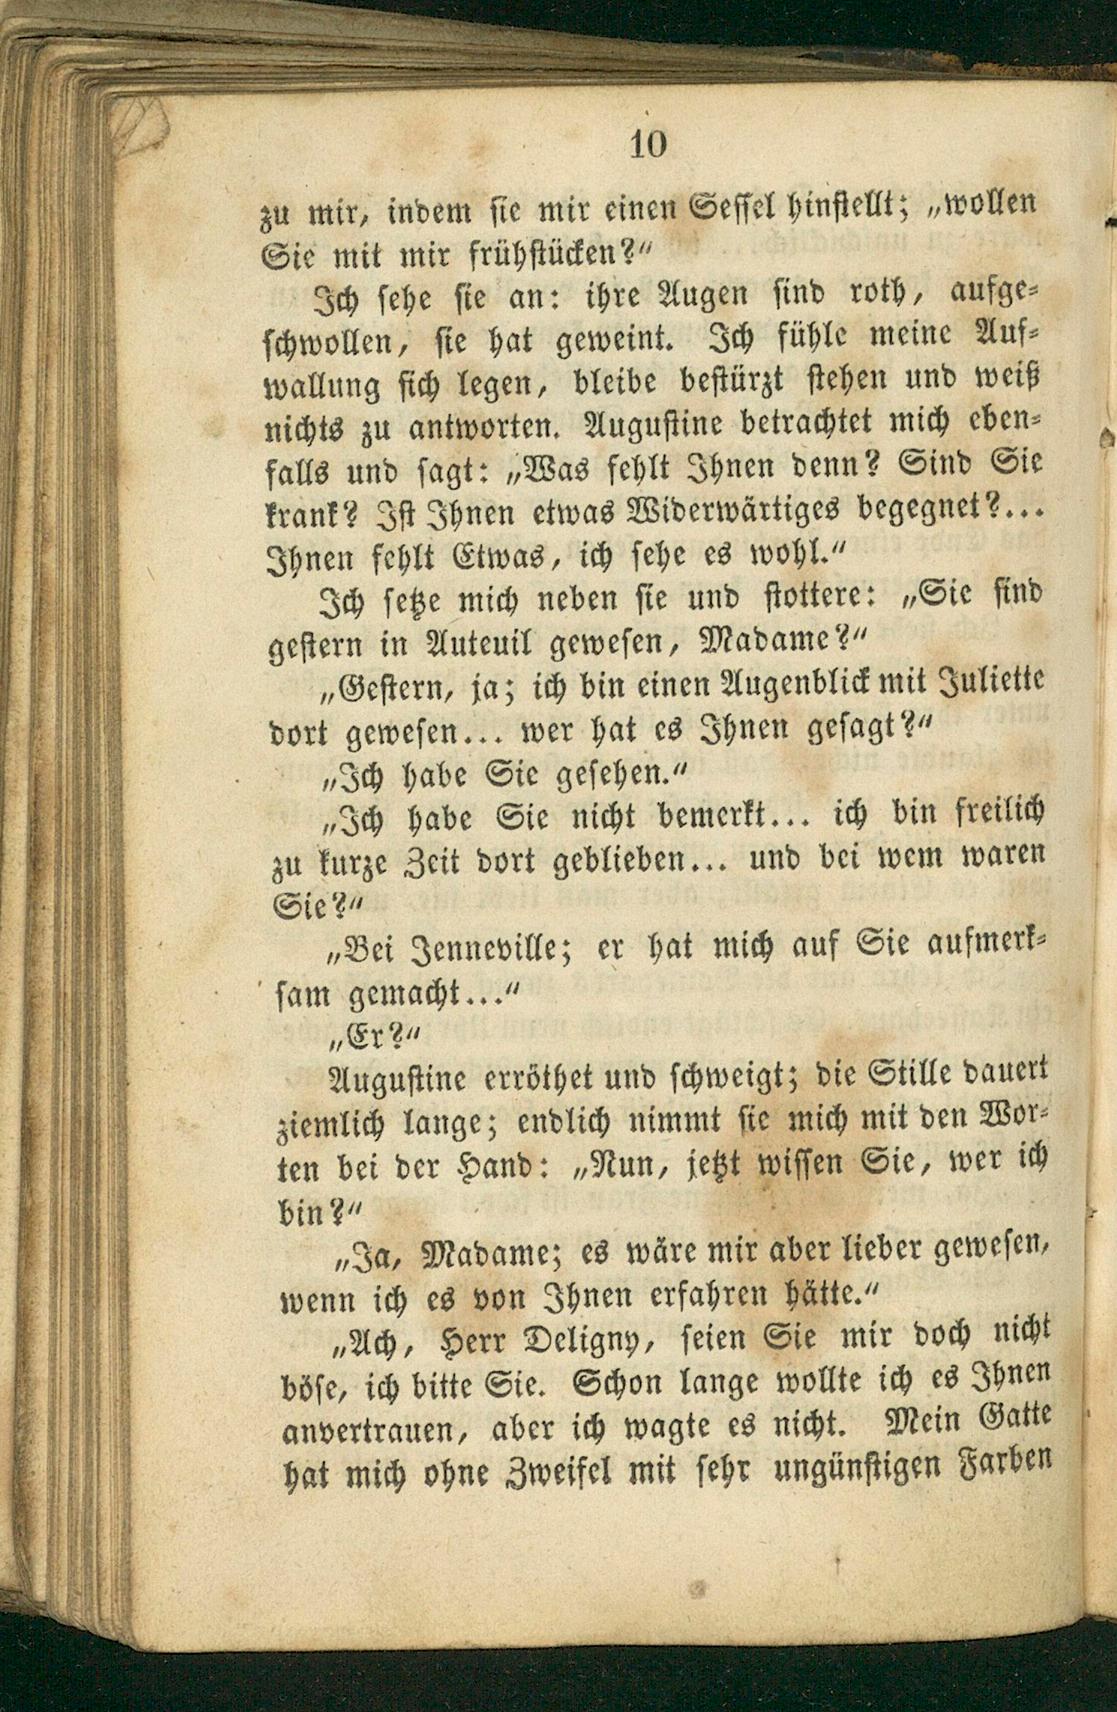 10
zu mir, indem sie mir einen Sessel hinstellt; „wollen
Sie mit mir frühstücken?“
Ich sehe sie an: ihre Augen sind roth, aufge-
schwollen, sie hat geweint. Ich fühle meine Auf-
wallung sich legen, bleibe bestürzt stehen und weiß
nichts zu antworten. Augustine betrachtet mich eben-
falls und sagt: „Was fehlt Ihnen denn? Sind Sie
krank? Ist Ihnen etwas Widerwärtiges begegnet?...
Ihnen fehlt Etwas, ich sehe es wohl.“
Ich setze mich neben sie und stottere: „Sie sind
gestern in Auteuil gewesen, Madame?“
„Gestern, ja; ich bin einen Augenblick mit Juliette
dort gewesen... wer hat es Ihnen gesagt?“
„Ich habe Sie gesehen.“
„Ich habe Sie nicht bemerkt... ich bin freilich
zu kurze Zeit dort geblieben... und bei wem waren
Sie?“
„Bei Jenneville; er hat mich auf Sie aufmerk-
sam gemacht...“
„Er?“
Augustine erröthet und schweigt; die Stille dauert
ziemlich lange; endlich nimmt sie mich mit den Wor-
ten bei der Hand: „Nun, jetzt wissen Sie, wer ich
bin?“
„Ja, Madame; es wäre mir aber lieber gewesen,
wenn ich es von Ihnen erfahren hätte.“
„Ach, Herr Deligny, seien Sie mir doch nicht
böse, ich bitte Sie. Schon lange wollte ich es Ihnen
anvertrauen, aber ich wagte es nicht. Mein Gatte
hat mich ohne Zweifel mit sehr ungünstigen Farben